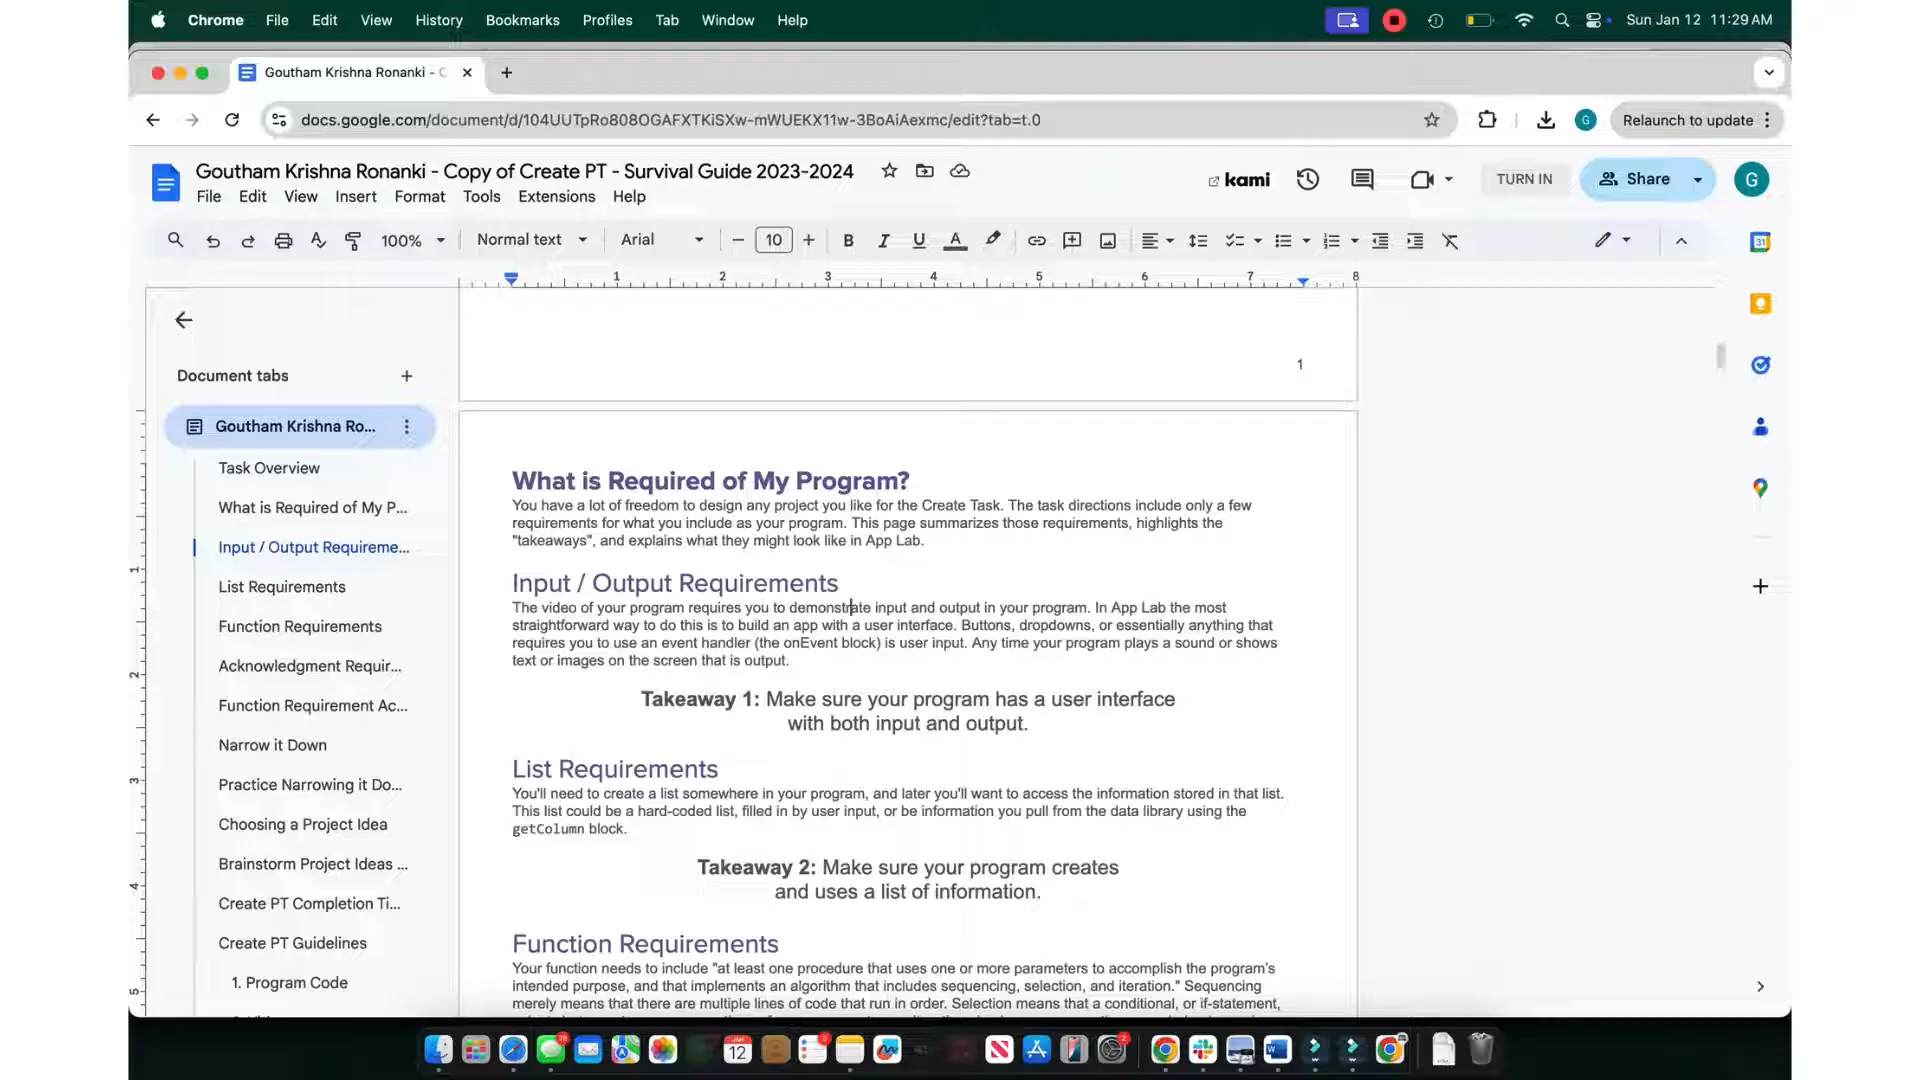 Chrome File Edit View History Bookmarks Profiles Tab Window Help Sun Jan 12 11:29 AM
Goutham Krishna Ronanki - C
docs.google.com/document/d/104UUTpRo808OGAFXTKiSXw-mWUEKX11w-3BoAiAexmc/edit?tab=t.0
G
Relaunch to update
Goutham Krishna Ronanki - Copy of Create PT - Survival Guide 2023-2024
File Edit View Insert Format Tools Extensions Help
kami
TURN IN
Share
G
100% Normal text Arial 10 B I U A
31
1 2 3 4 5 6 7 8
Document tabs
Goutham Krishna Ro...
Task Overview
What is Required of My P...
Input / Output Requireme...
List Requirements
Function Requirements
Acknowledgment Requir...
Function Requirement Ac...
Narrow it Down
Practice Narrowing it Do...
Choosing a Project Idea
Brainstorm Project Ideas ...
Create PT Completion Ti...
Create PT Guidelines
1. Program Code
1
2
3
4
5
1
What is Required of My Program?
You have a lot of freedom to design any project you like for the Create Task. The task directions include only a few
requirements for what you include as your program. This page summarizes those requirements, highlights the
"takeaways", and explains what they might look like in App Lab.
Input / Output Requirements
The video of your program requires you to demonstrate input and output in your program. In App Lab the most
straightforward way to do this is to build an app with a user interface. Buttons, dropdowns, or essentially anything that
requires you to use an event handler (the onEvent block) is user input. Any time your program plays a sound or shows
text or images on the screen that is output.
Takeaway 1: Make sure your program has a user interface
with both input and output.
List Requirements
You'll need to create a list somewhere in your program, and later you'll want to access the information stored in that list.
This list could be a hard-coded list, filled in by user input, or be information you pull from the data library using the
getColumn block.
Takeaway 2: Make sure your program creates
and uses a list of information.
Function Requirements
Your function needs to include "at least one procedure that uses one or more parameters to accomplish the program's
intended purpose, and that implements an algorithm that includes sequencing, selection, and iteration." Sequencing
merely means that there are multiple lines of code that run in order. Selection means that a conditional, or if-statement,
JAN
12